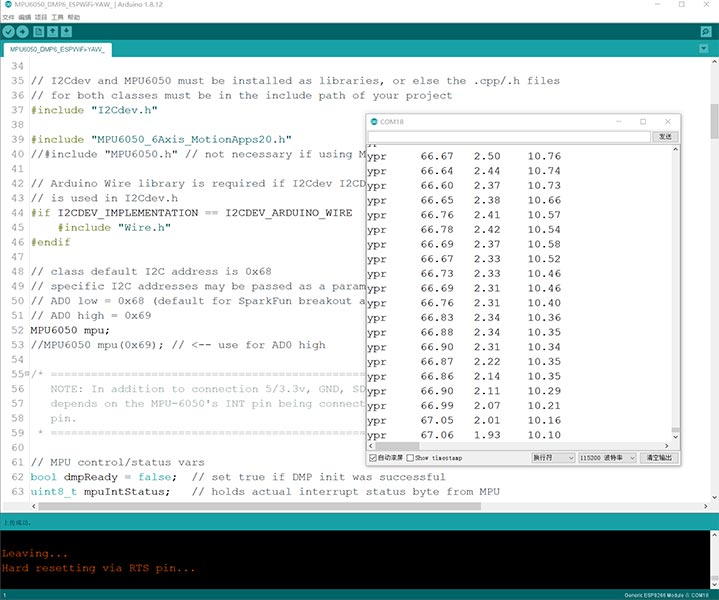 MPU6050_DMP6_ESPWiFi-YAW_ | Arduino 1.8.12
文件 编辑 项目 工具 帮助
MPU6050_DMP6_ESPWiFi-YAW_
34
35 // I2Cdev and MPU6050 must be installed as libraries, or else the .cpp/.h files
36 // for both classes must be in the include path of your project
37 #include "I2Cdev.h"
38
39 #include "MPU6050_6Axis_MotionApps20.h"
40 //#include "MPU6050.h" // not necessary if using M
41
42 // Arduino Wire library is required if I2Cdev I2CD
43 // is used in I2Cdev.h
44 #if I2CDEV_IMPLEMENTATION == I2CDEV_ARDUINO_WIRE
45 #include "Wire.h"
46 #endif
47
48 // class default I2C address is 0x68
49 // specific I2C addresses may be passed as a param
50 // AD0 low = 0x68 (default for SparkFun breakout a
51 // AD0 high = 0x69
52 MPU6050 mpu;
53 //MPU6050 mpu(0x69); // <-- use for AD0 high
54
55 /* =====================================================
56 NOTE: In addition to connection 5/3.3v, GND, SD
57 depends on the MPU-6050's INT pin being connect
58 pin.
59 * =====================================================
60
61 // MPU control/status vars
62 bool dmpReady = false; // set true if DMP init was successful
63 uint8_t mpuIntStatus; // holds actual interrupt status byte from MPU
COM18
发送
ypr 66.67 2.50 10.76
ypr 66.64 2.44 10.74
ypr 66.60 2.37 10.73
ypr 66.65 2.38 10.66
ypr 66.76 2.41 10.57
ypr 66.78 2.42 10.54
ypr 66.69 2.37 10.58
ypr 66.67 2.33 10.52
ypr 66.73 2.33 10.46
ypr 66.69 2.31 10.46
ypr 66.76 2.31 10.40
ypr 66.83 2.34 10.36
ypr 66.88 2.34 10.35
ypr 66.90 2.31 10.34
ypr 66.87 2.22 10.35
ypr 66.86 2.14 10.35
ypr 66.90 2.11 10.29
ypr 66.99 2.07 10.21
ypr 67.05 2.01 10.16
ypr 67.06 1.93 10.10
自动滚屏 Show timestamp 换行符 115200 波特率 清空输出
上传成功。
Leaving...
Hard resetting via RTS pin...
1 Generic ESP8266 Module 在 COM18